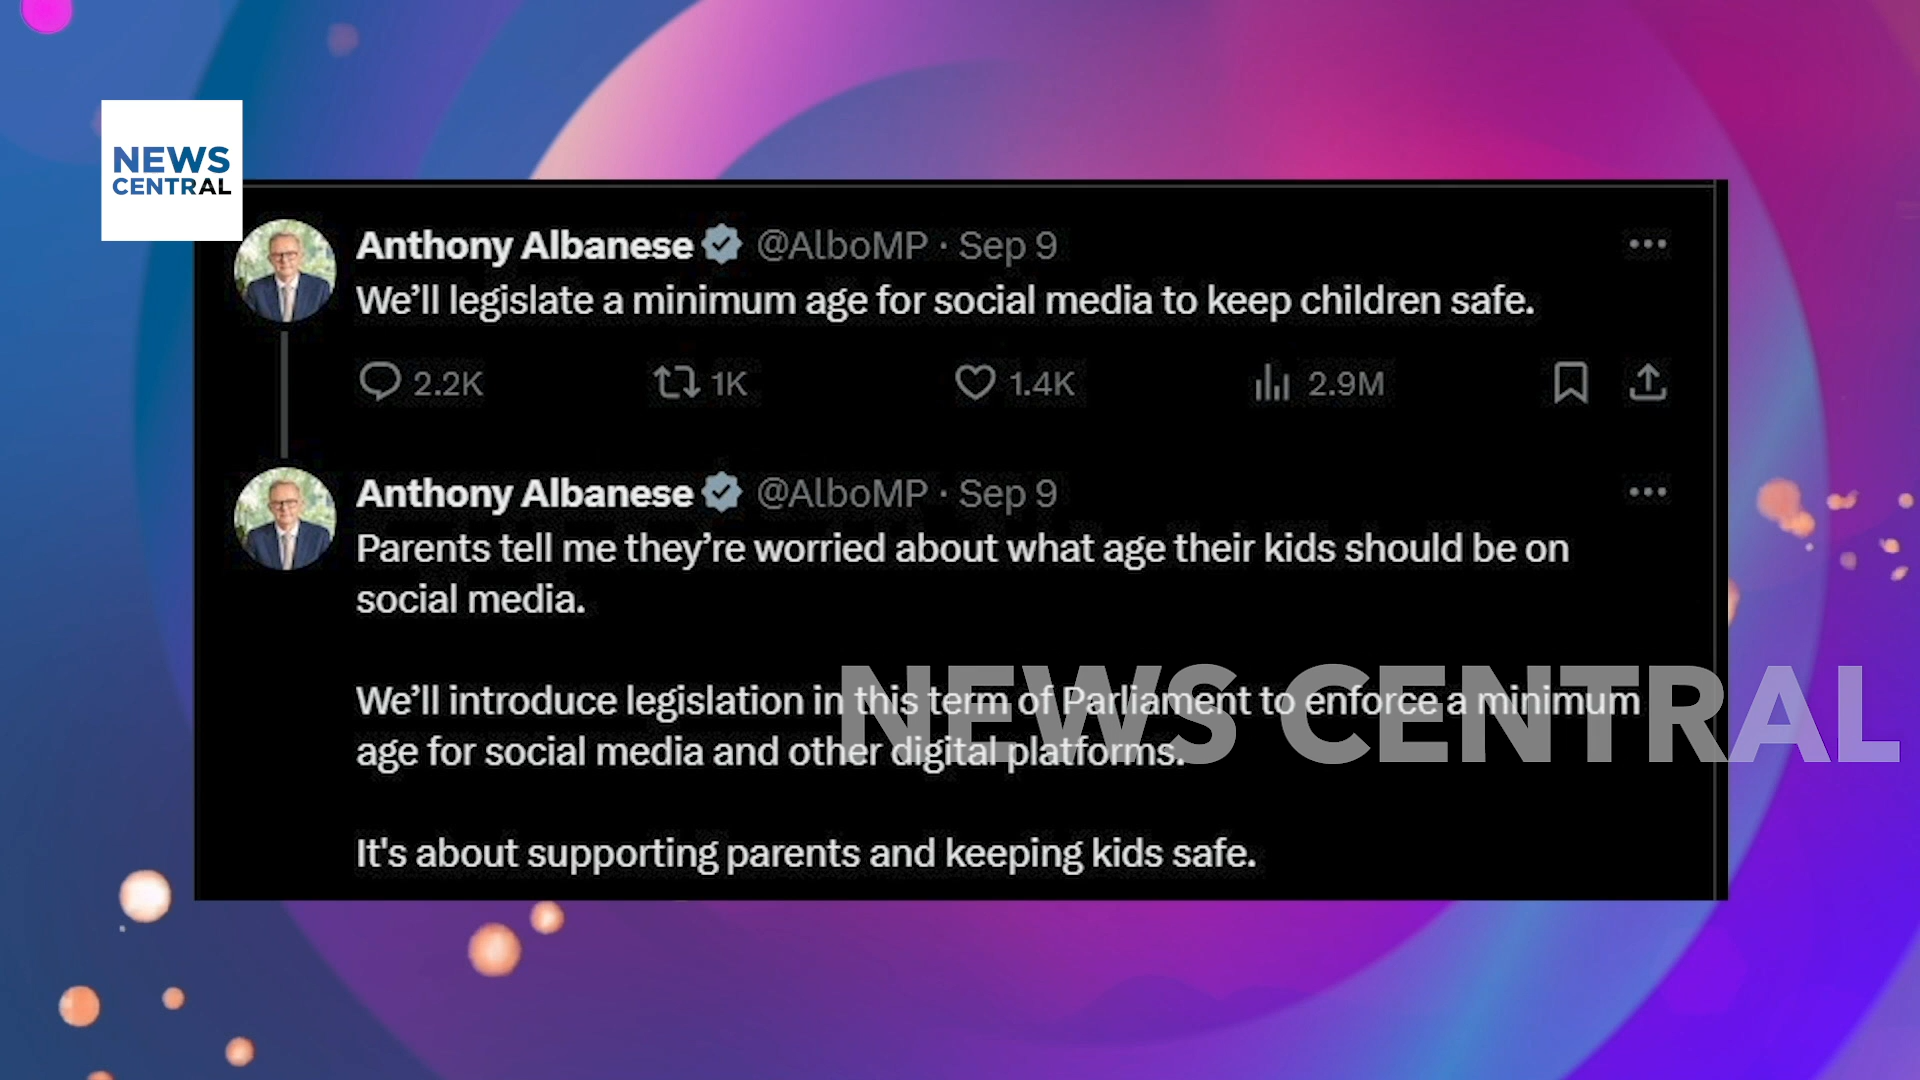 NEWS
CENTRAL
Anthony Albanese @AlboMP · Sep 9
We’ll legislate a minimum age for social media to keep children safe.
2.2K 1K 1.4K 2.9M
Anthony Albanese @AlboMP · Sep 9
Parents tell me they’re worried about what age their kids should be on
social media.
We’ll introduce legislation in this term of Parliament to enforce a minimum
age for social media and other digital platforms.
It's about supporting parents and keeping kids safe.
NEWS CENTRAL